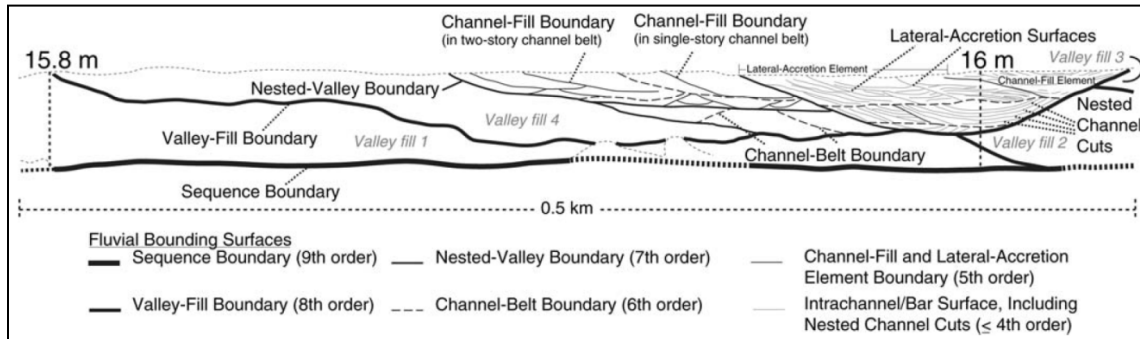 Channel-Fill Boundary
(in two-story channel belt)
Channel-Fill Boundary
(in single-story channel belt)
Lateral-Accretion Surfaces
15.8 m
16 m
Valley fill 3
Lateral-Accretion Element
Channel-Fill Element
Nested-Valley Boundary
Nested
Channel
Cuts
Valley fill 4
Valley-Fill Boundary
Valley fill 1
Valley fill 2
Channel-Belt Boundary
Sequence Boundary
0.5 km
Fluvial Bounding Surfaces
Sequence Boundary (9th order)
Nested-Valley Boundary (7th order)
Channel-Fill and Lateral-Accretion
Element Boundary (5th order)
Valley-Fill Boundary (8th order)
Channel-Belt Boundary (6th order)
Intrachannel/Bar Surface, Including
Nested Channel Cuts (≤ 4th order)